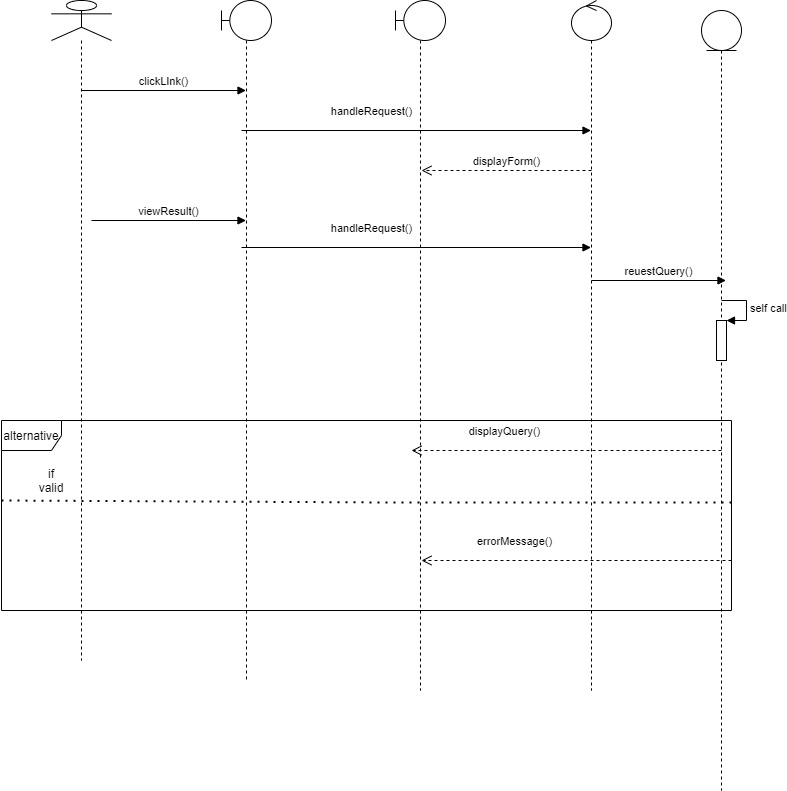 clickLInk()
handleRequest()
displayForm()
viewResult()
handleRequest()
reuestQuery()
self call
alternative
displayQuery()
if
valid
errorMessage()